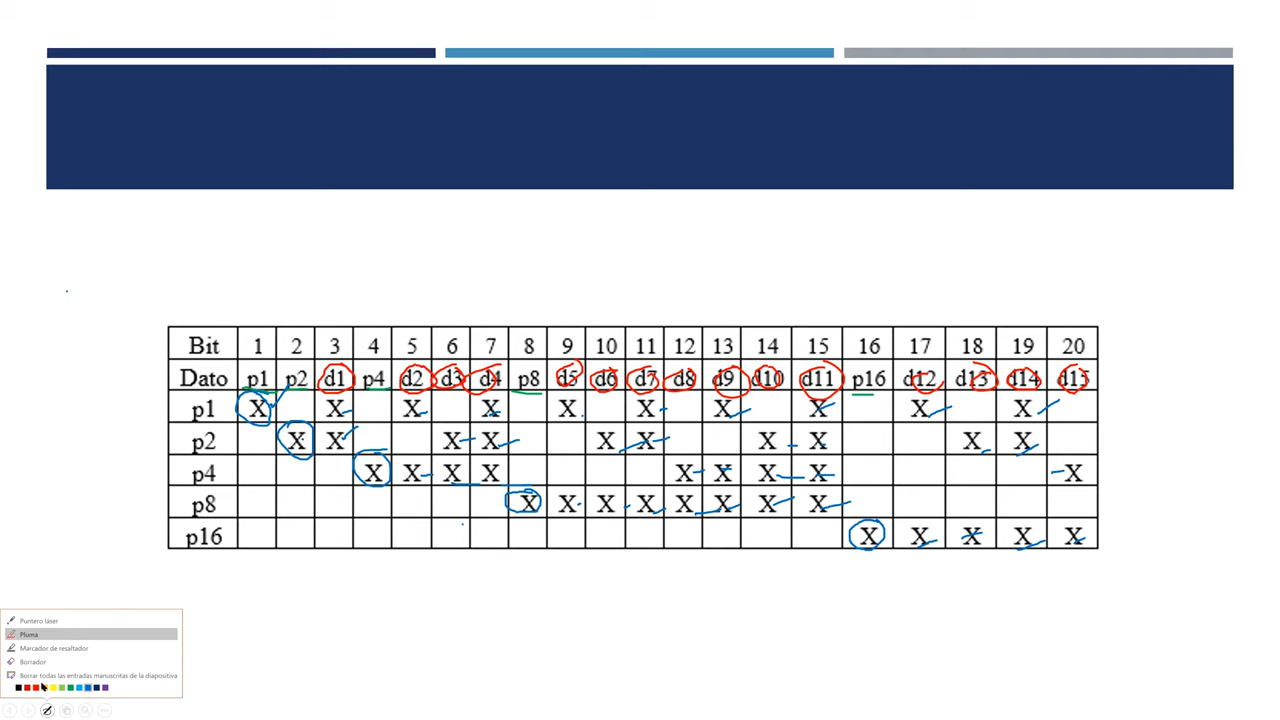 Bit 1 2 3 4 5 6 7 8 9 10 11 12 13 14 15 16 17 18 19 20
Dato p1 p2 d1 p4 d2 d3 d4 p8 d5 d6 d7 d8 d9 d10 d11 p16 d12 d13 d14 d15
p1 X X X X X X X X X X
p2 X X X X X X X X X X
p4 X X X X X X X X X
p8 X X X X X X X X
p16 X X X X X
Puntero láser
Pluma
Marcador de resaltador
Borrador
Borrar todas las entradas manuscritas de la diapositiva